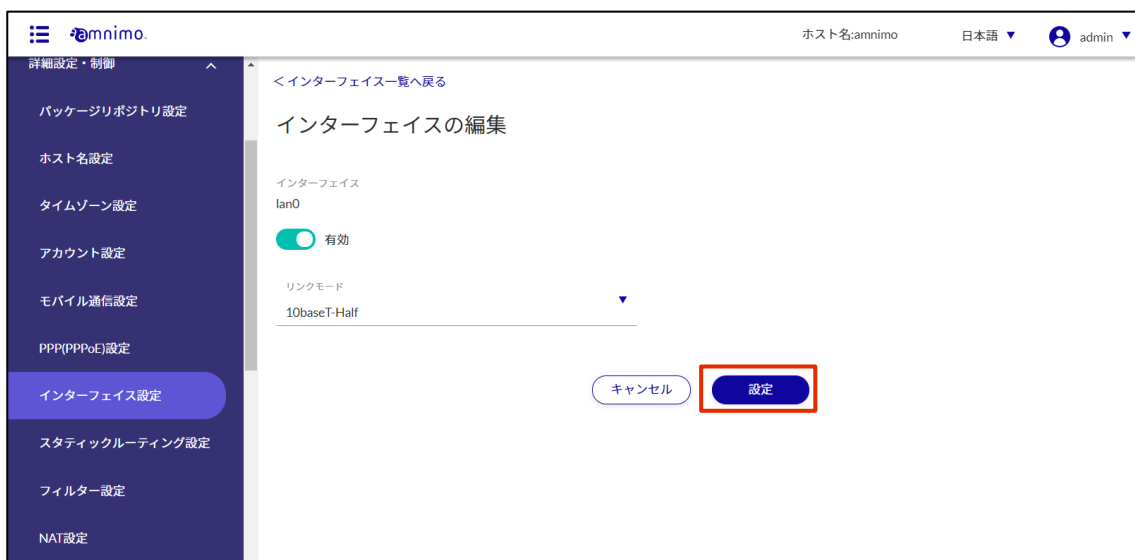 amnimo
ホスト名:amnimo
日本語
admin
詳細設定・制御
パッケージリポジトリ設定
ホスト名設定
タイムゾーン設定
アカウント設定
モバイル通信設定
PPP(PPPoE)設定
インターフェイス設定
スタティックルーティング設定
フィルター設定
NAT設定
<インターフェイス一覧へ戻る
インターフェイスの編集
インターフェイス
lan0
有効
リンクモード
10baseT-Half
キャンセル
設定